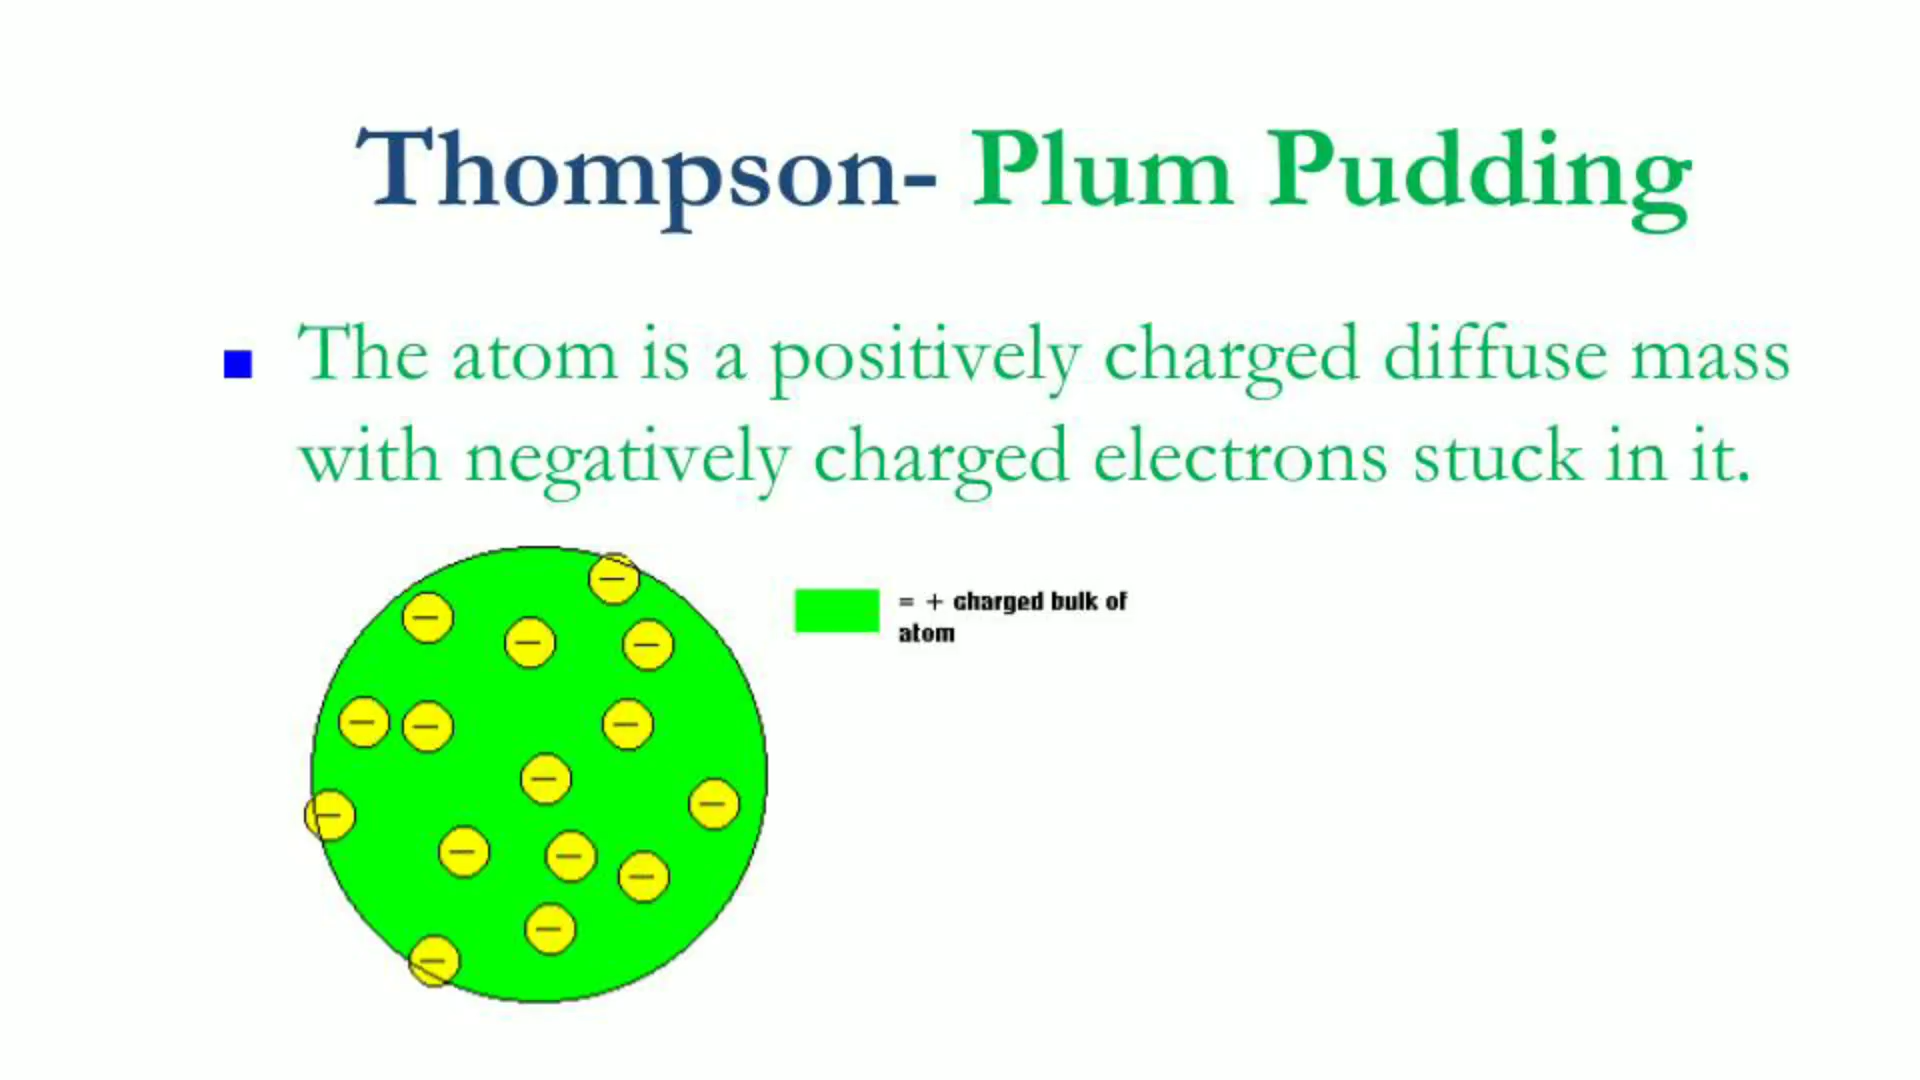 Thompson- Plum Pudding
The atom is a positively charged diffuse mass
with negatively charged electrons stuck in it.
= + charged bulk of
atom